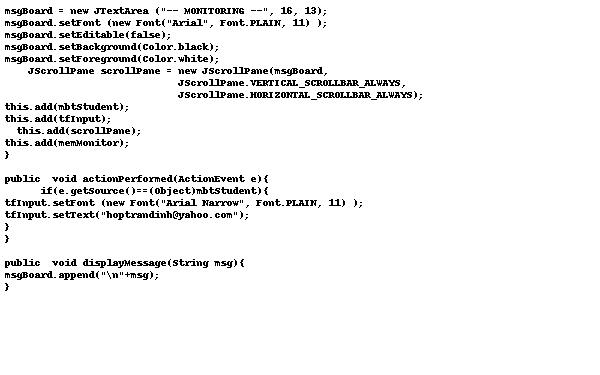 msgBoard = new JTextArea ("-- MONITORING --", 16, 13);
msgBoard.setFont (new Font("Arial", Font.PLAIN, 11) );
msgBoard.setEditable(false);
msgBoard.setBackground(Color.black);
msgBoard.setForeground(Color.white);
    JScrollPane scrollPane = new JScrollPane(msgBoard,
                              JScrollPane.VERTICAL_SCROLLBAR_ALWAYS,
                              JScrollPane.HORIZONTAL_SCROLLBAR_ALWAYS);
this.add(mbtStudent);
this.add(tfInput);
  this.add(scrollPane);
this.add(memMonitor);
}
public  void actionPerformed(ActionEvent e){
      if(e.getSource()==(Object)mbtStudent){
tfInput.setFont (new Font("Arial Narrow", Font.PLAIN, 11) );
tfInput.setText("hoptrandinh@yahoo.com");
}
}
public  void displayMessage(String msg){
msgBoard.append("\n"+msg);
}